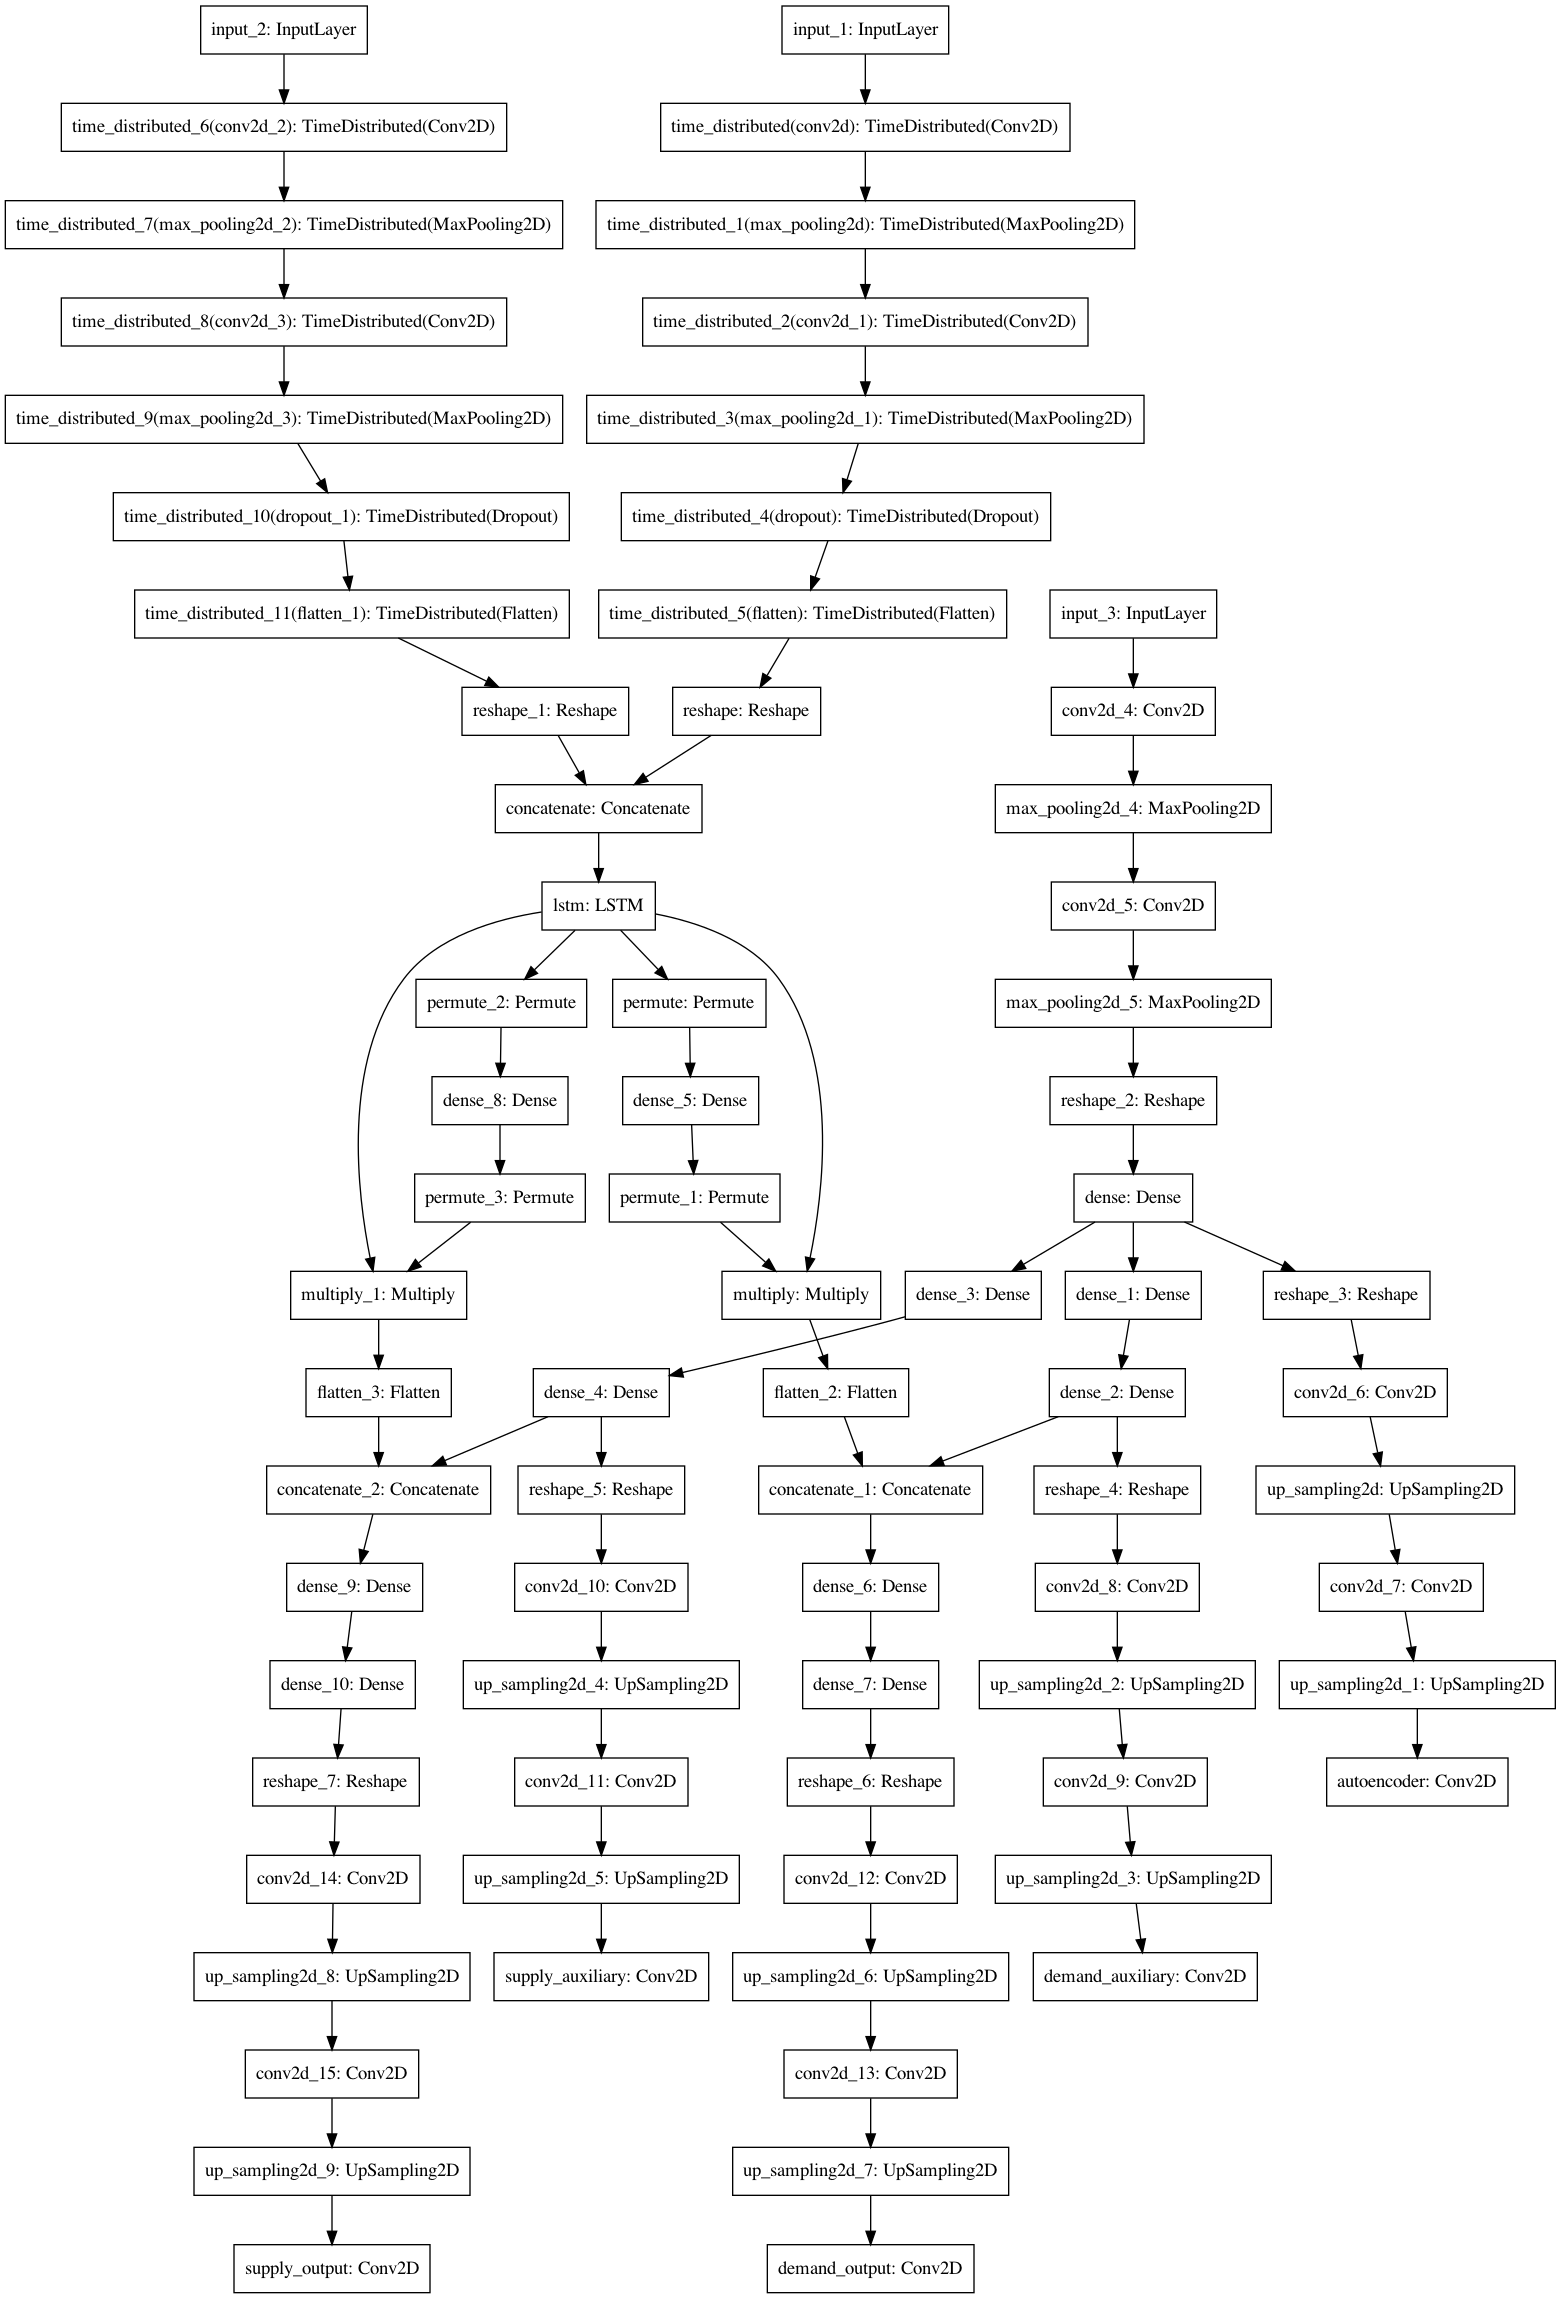 input_2: InputLayer
input_1: InputLayer
time_distributed_6(conv2d_2): TimeDistributed(Conv2D)
time_distributed(conv2d): TimeDistributed(Conv2D)
time_distributed_7(max_pooling2d_2): TimeDistributed(MaxPooling2D)
time_distributed_1(max_pooling2d): TimeDistributed(MaxPooling2D)
time_distributed_8(conv2d_3): TimeDistributed(Conv2D)
time_distributed_2(conv2d_1): TimeDistributed(Conv2D)
time_distributed_9(max_pooling2d_3): TimeDistributed(MaxPooling2D)
time_distributed_3(max_pooling2d_1): TimeDistributed(MaxPooling2D)
time_distributed_10(dropout_1): TimeDistributed(Dropout)
time_distributed_4(dropout): TimeDistributed(Dropout)
time_distributed_11(flatten_1): TimeDistributed(Flatten)
time_distributed_5(flatten): TimeDistributed(Flatten)
input_3: InputLayer
reshape_1: Reshape
reshape: Reshape
conv2d_4: Conv2D
concatenate: Concatenate
max_pooling2d_4: MaxPooling2D
lstm: LSTM
conv2d_5: Conv2D
permute_2: Permute
permute: Permute
max_pooling2d_5: MaxPooling2D
dense_8: Dense
dense_5: Dense
reshape_2: Reshape
permute_3: Permute
permute_1: Permute
dense: Dense
multiply_1: Multiply
multiply: Multiply
dense_3: Dense
dense_1: Dense
reshape_3: Reshape
flatten_3: Flatten
dense_4: Dense
flatten_2: Flatten
dense_2: Dense
conv2d_6: Conv2D
concatenate_2: Concatenate
reshape_5: Reshape
concatenate_1: Concatenate
reshape_4: Reshape
up_sampling2d: UpSampling2D
dense_9: Dense
conv2d_10: Conv2D
dense_6: Dense
conv2d_8: Conv2D
conv2d_7: Conv2D
dense_10: Dense
up_sampling2d_4: UpSampling2D
dense_7: Dense
up_sampling2d_2: UpSampling2D
up_sampling2d_1: UpSampling2D
reshape_7: Reshape
conv2d_11: Conv2D
reshape_6: Reshape
conv2d_9: Conv2D
autoencoder: Conv2D
conv2d_14: Conv2D
up_sampling2d_5: UpSampling2D
conv2d_12: Conv2D
up_sampling2d_3: UpSampling2D
up_sampling2d_8: UpSampling2D
supply_auxiliary: Conv2D
up_sampling2d_6: UpSampling2D
demand_auxiliary: Conv2D
conv2d_15: Conv2D
conv2d_13: Conv2D
up_sampling2d_9: UpSampling2D
up_sampling2d_7: UpSampling2D
supply_output: Conv2D
demand_output: Conv2D